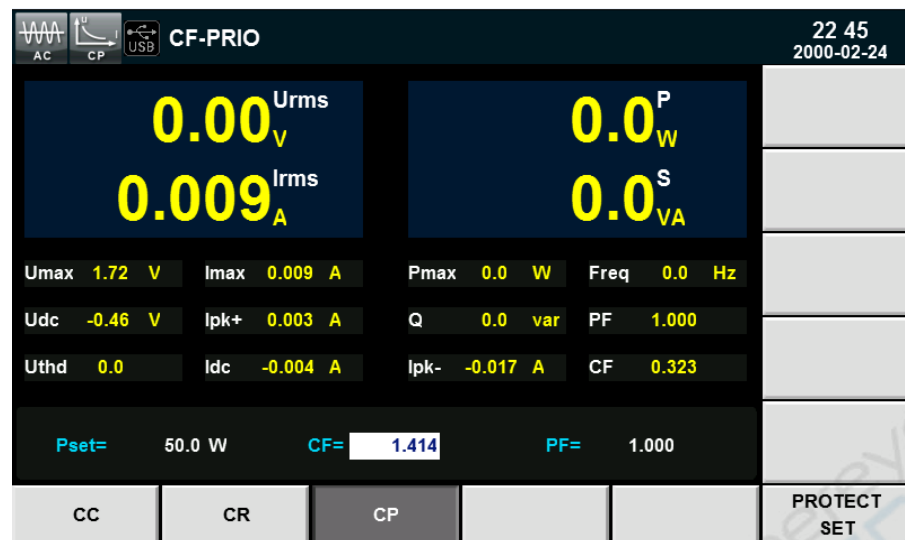 AC CP USB CF-PRIO 22 45
2000-02-24
0.00 Urms V 0.0 P W
0.009 Irms A 0.0 S VA
Umax 1.72 V Imax 0.009 A Pmax 0.0 W Freq 0.0 Hz
Udc -0.46 V Ipk+ 0.003 A Q 0.0 var PF 1.000
Uthd 0.0 Idc -0.004 A Ipk- -0.017 A CF 0.323
Pset= 50.0 W CF= 1.414 PF= 1.000
CC CR CP PROTECT
SET